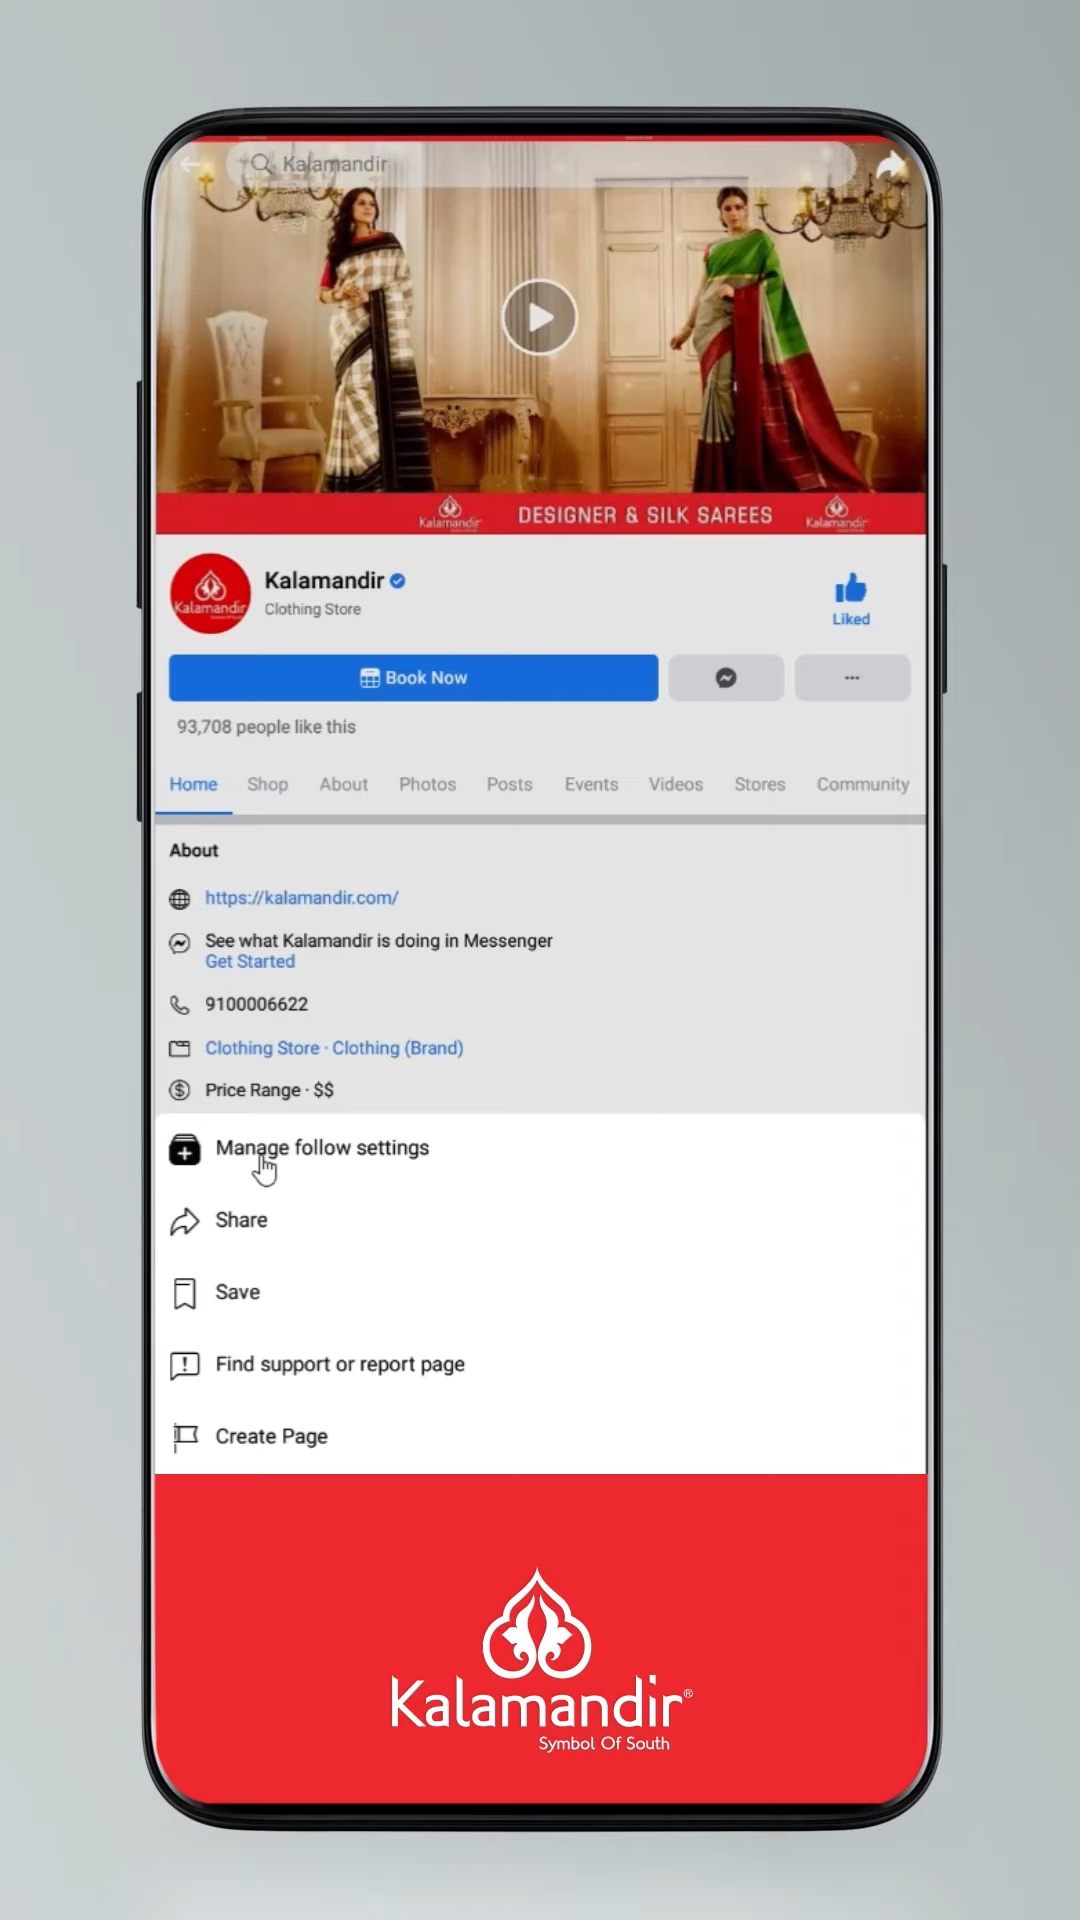 Kalamandir
Kalamandir
DESIGNER & SILK SAREES
Kalamandir
Kalamandir
Kalamandir
Clothing Store
Liked
Book Now
93,708 people like this
Home Shop About Photos Posts Events Videos Stores Community
About
https://kalamandir.com/
See what Kalamandir is doing in Messenger
Get Started
9100006622
Clothing Store · Clothing (Brand)
Price Range · $$
Manage follow settings
Share
Save
Find support or report page
Create Page
Kalamandir®
Symbol Of South